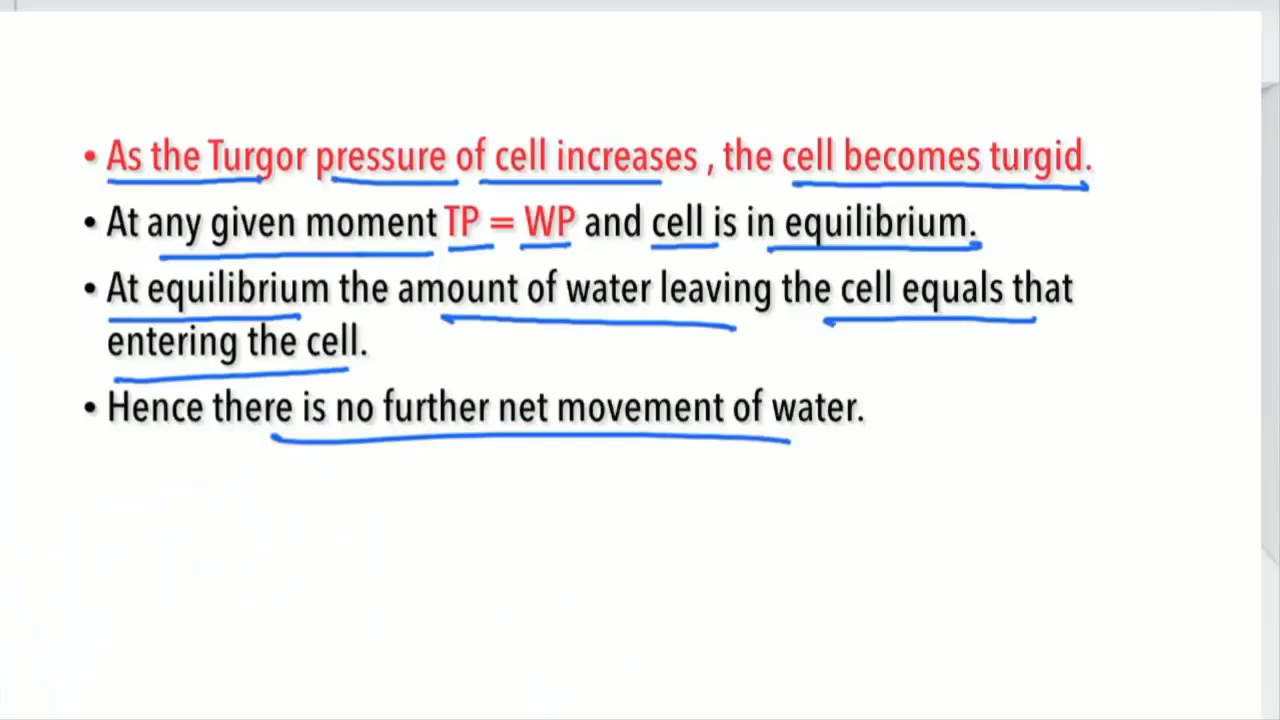 • As the Turgor pressure of cell increases , the cell becomes turgid.
• At any given moment TP = WP and cell is in equilibrium.
• At equilibrium the amount of water leaving the cell equals that
entering the cell.
• Hence there is no further net movement of water.